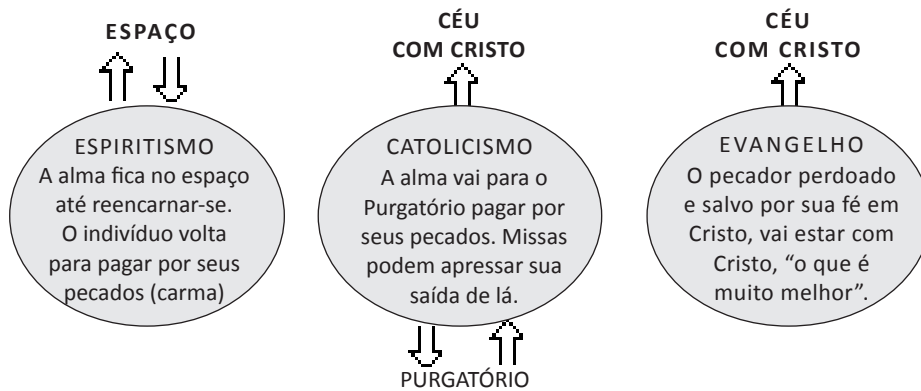 ESPAÇO
ESPIRITISMO
A alma fica no espaço
até reencarnar-se.
O indivíduo volta
para pagar por seus
pecados (carma)
CÉU
COM CRISTO
CATOLICISMO
A alma vai para o
Purgatório pagar por
seus pecados. Missas
podem apressar sua
saída de lá.
PURGATÓRIO
CÉU
COM CRISTO
EVANGELHO
O pecador perdoado
e salvo por sua fé em
Cristo, vai estar com
Cristo, “o que é
muito melhor”.